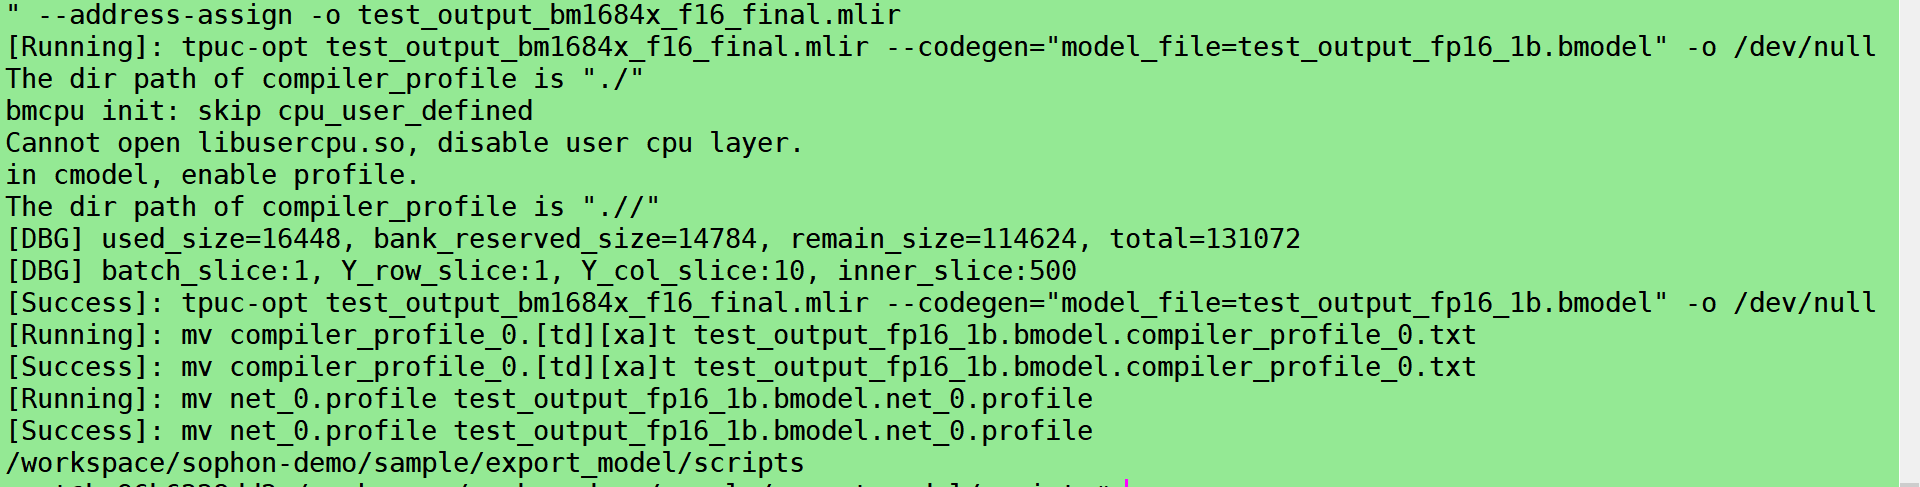 " --address-assign -o test_output_bm1684x_f16_final.mlir
[Running]: tpuc-opt test_output_bm1684x_f16_final.mlir --codegen="model_file=test_output_fp16_1b.bmodel" -o /dev/null
The dir path of compiler_profile is "./"
bmcpu init: skip cpu_user_defined
Cannot open libusercpu.so, disable user cpu layer.
in cmodel, enable profile.
The dir path of compiler_profile is ".//"
[DBG] used_size=16448, bank_reserved_size=14784, remain_size=114624, total=131072
[DBG] batch_slice:1, Y_row_slice:1, Y_col_slice:10, inner_slice:500
[Success]: tpuc-opt test_output_bm1684x_f16_final.mlir --codegen="model_file=test_output_fp16_1b.bmodel" -o /dev/null
[Running]: mv compiler_profile_0.[td][xa]t test_output_fp16_1b.bmodel.compiler_profile_0.txt
[Success]: mv compiler_profile_0.[td][xa]t test_output_fp16_1b.bmodel.compiler_profile_0.txt
[Running]: mv net_0.profile test_output_fp16_1b.bmodel.net_0.profile
[Success]: mv net_0.profile test_output_fp16_1b.bmodel.net_0.profile
/workspace/sophon-demo/sample/export_model/scripts